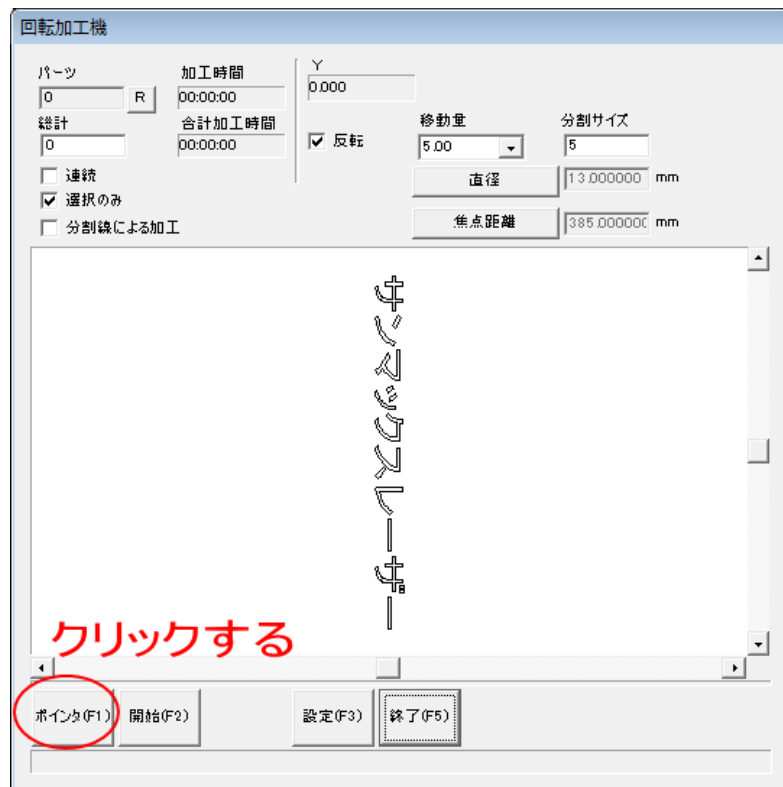 回転加工機
パーツ 加工時間 Y
0 R 00:00:00 0.000
総計 合計加工時間 移動量 分割サイズ
0 00:00:00 反転 5.00 5
連続 直径 13.000000 mm
選択のみ
分割線による加工 焦点距離 385.000000 mm
サンマックスレーザー
クリックする
ポインタ(F1) 開始(F2) 設定(F3) 終了(F5)